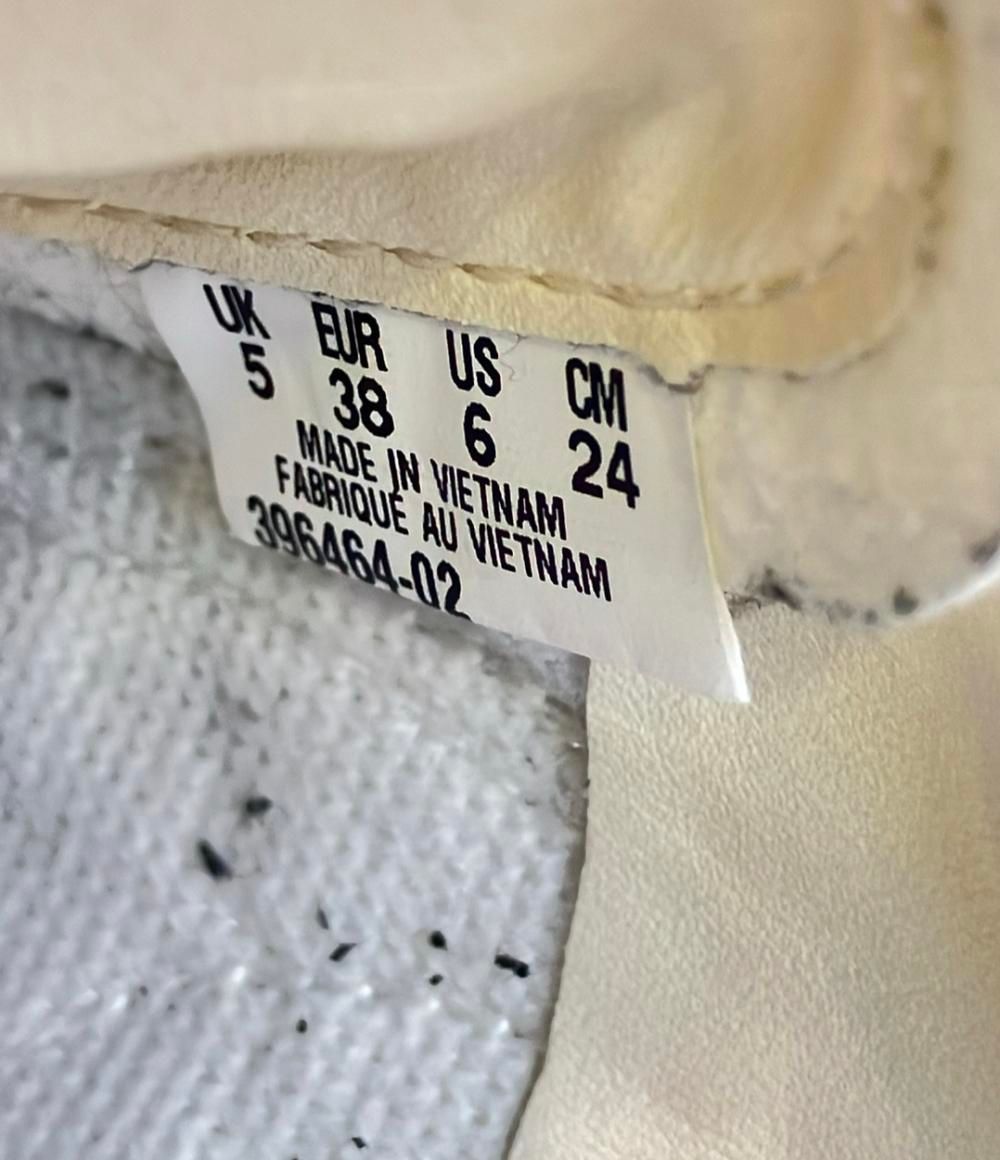 UK EUR US CM
5 38 6 24
MADE IN VIETNAM
FABRIQUÉ AU VIETNAM
396464-02